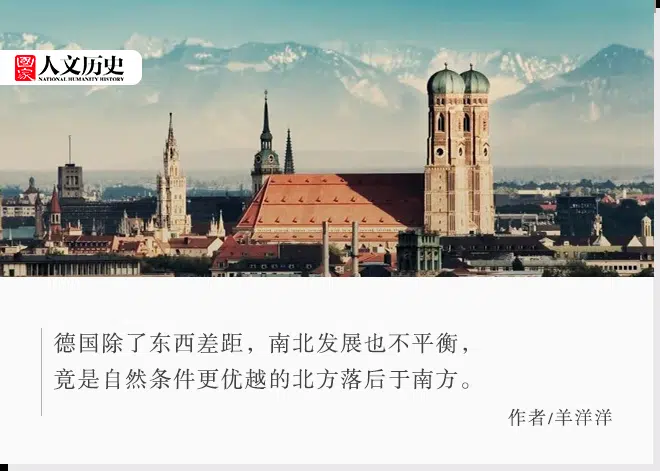 國家 人文历史
NATIONAL HUMANITY HISTORY
德国除了东西差距，南北发展也不平衡，
竟是自然条件更优越的北方落后于南方。
作者/羊洋洋